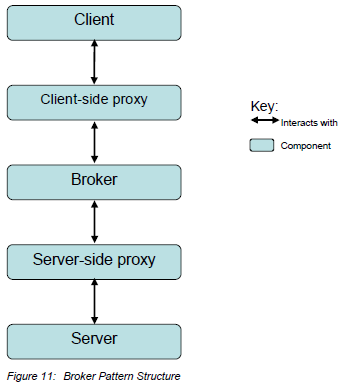 Client
Client-side proxy
Broker
Server-side proxy
Server
Key:
Interacts with
Component
Figure 11: Broker Pattern Structure